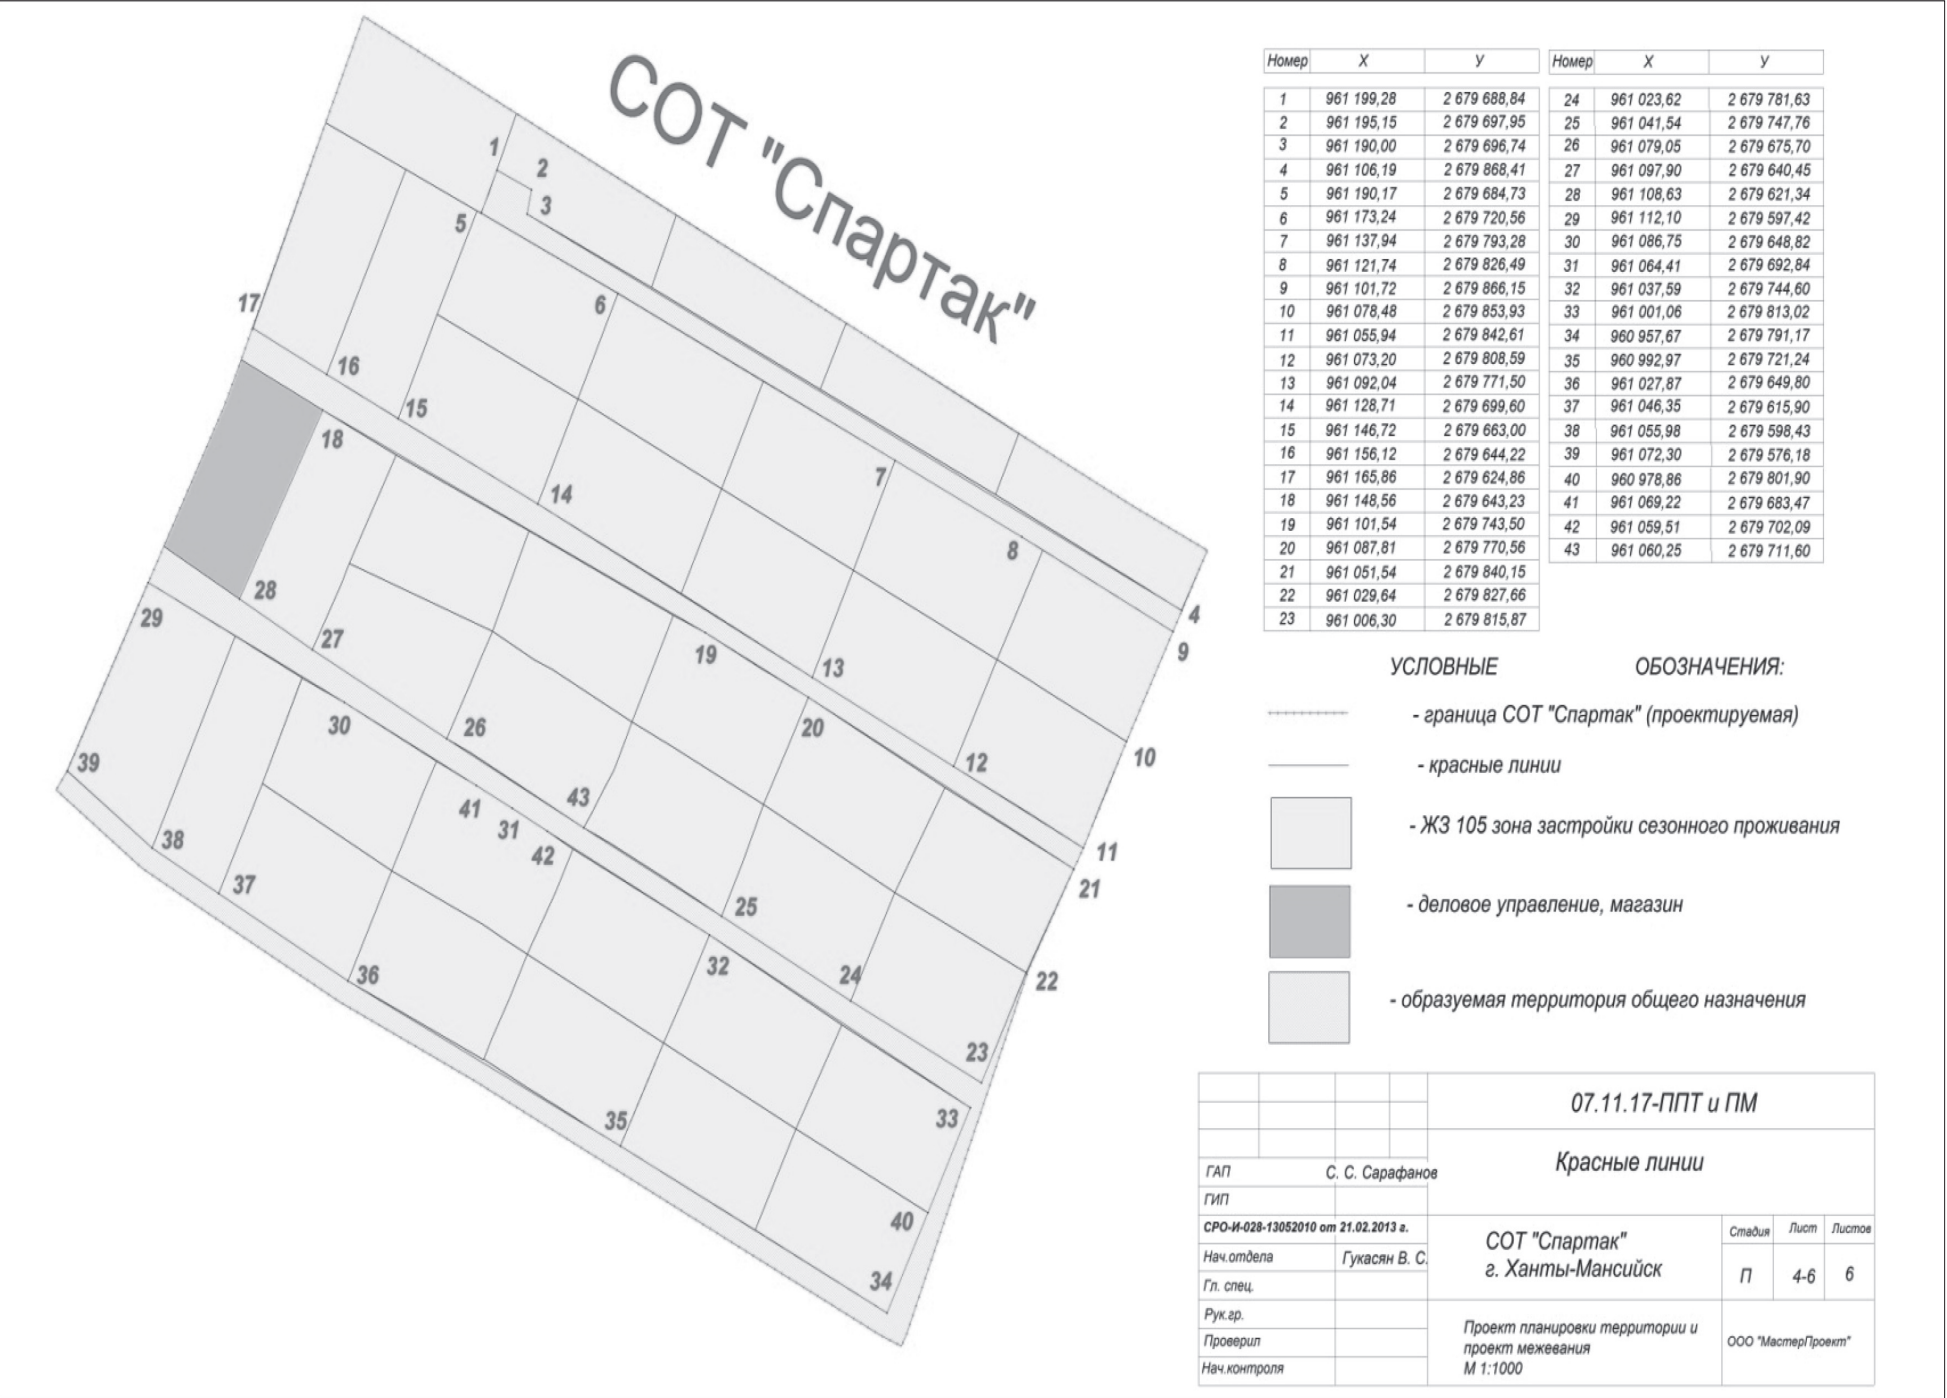 СОТ "Спартак"
1
2
3
5
6
17
16
15
7
18
14
8
4
9
28
29
27
19
13
30
26
20
12
10
39
41
43
31
42
11
38
21
37
25
36
32
24
22
23
35
33
40
34
Номер Х У
1 961 199,28 2 679 688,84
2 961 195,15 2 679 697,95
3 961 190,00 2 679 696,74
4 961 106,19 2 679 868,41
5 961 190,17 2 679 684,73
6 961 173,24 2 679 720,56
7 961 137,94 2 679 793,28
8 961 121,74 2 679 826,49
9 961 101,72 2 679 866,15
10 961 078,48 2 679 853,93
11 961 055,94 2 679 842,61
12 961 073,20 2 679 808,59
13 961 092,04 2 679 771,50
14 961 128,71 2 679 699,60
15 961 146,72 2 679 663,00
16 961 156,12 2 679 644,22
17 961 165,86 2 679 624,86
18 961 148,56 2 679 643,23
19 961 101,54 2 679 743,50
20 961 087,81 2 679 770,56
21 961 051,54 2 679 840,15
22 961 029,64 2 679 827,66
23 961 006,30 2 679 815,87
Номер Х У
24 961 023,62 2 679 781,63
25 961 041,54 2 679 747,76
26 961 079,05 2 679 675,70
27 961 097,90 2 679 640,45
28 961 108,63 2 679 621,34
29 961 112,10 2 679 597,42
30 961 086,75 2 679 648,82
31 961 064,41 2 679 692,84
32 961 037,59 2 679 744,60
33 961 001,06 2 679 813,02
34 960 957,67 2 679 791,17
35 960 992,97 2 679 721,24
36 961 027,87 2 679 649,80
37 961 046,35 2 679 615,90
38 961 055,98 2 679 598,43
39 961 072,30 2 679 576,18
40 960 978,86 2 679 801,90
41 961 069,22 2 679 683,47
42 961 059,51 2 679 702,09
43 961 060,25 2 679 711,60
УСЛОВНЫЕ ОБОЗНАЧЕНИЯ:
- граница СОТ "Спартак" (проектируемая)
- красные линии
- ЖЗ 105 зона застройки сезонного проживания
- деловое управление, магазин
- образуемая территория общего назначения
07.11.17-ППТ и ПМ
Красные линии
ГАП С. С. Сарафанов
ГИП
СРО-И-028-13052010 от 21.02.2013 г.
Нач.отдела Гукасян В. С.
Гл. спец.
Рук.гр.
Проверил
Нач.контроля
СОТ "Спартак"
г. Ханты-Мансийск
Стадия Лист Листов
П 4-6 6
Проект планировки территории и
проект межевания
М 1:1000
ООО "МастерПроект"